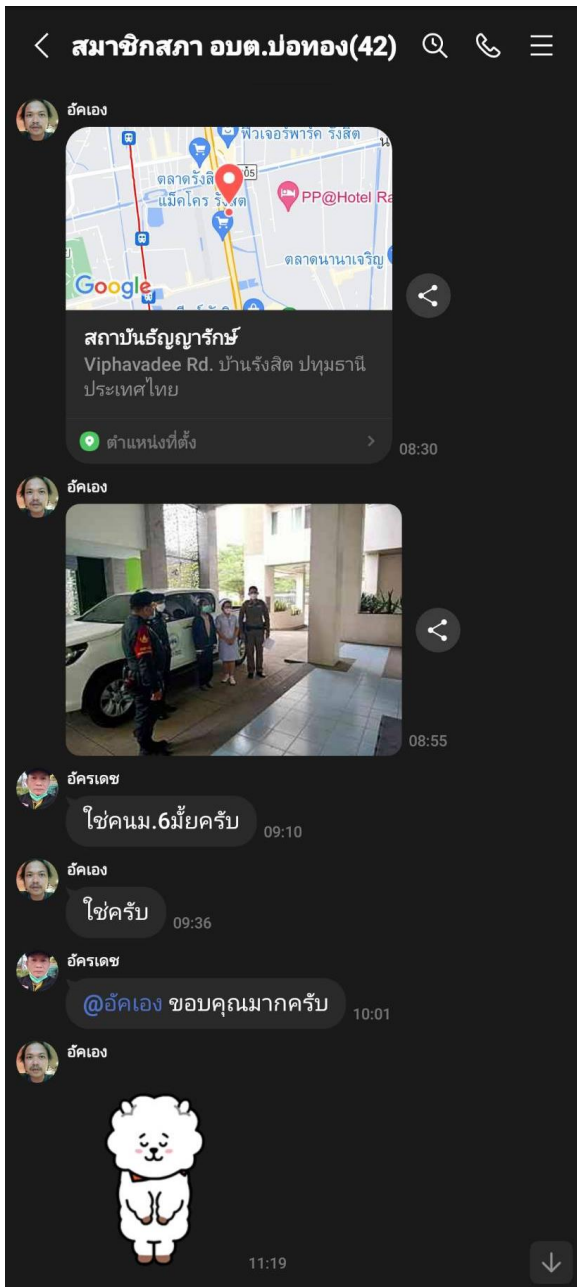 สมาชิกสภา อบต.บ่อทอง(42)
อัคเอง
ฟิวเจอร์พาร์ค รังสิต
ตลาดรังสิ
05
แม็คโคร รังสิต
PP@Hotel Ra
ตลาดนานาเจริญ
Google
สถาบันธัญญารักษ์
Viphavadee Rd. บ้านรังสิต ปทุมธานี
ประเทศไทย
ตำแหน่งที่ตั้ง
08:30
อัคเอง
08:55
อัครเดช
ใช่คนม.6มั้ยครับ
09:10
อัคเอง
ใช่ครับ
09:36
อัครเดช
@อัคเอง ขอบคุณมากครับ
10:01
อัคเอง
11:19